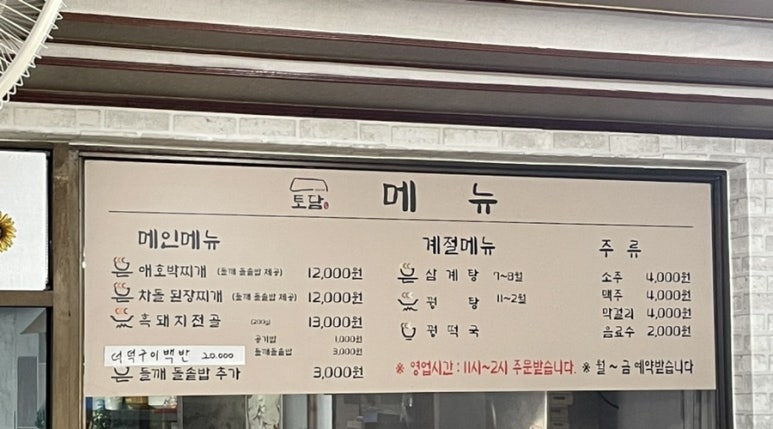 토담 메 뉴
메인메뉴
애호박찌개 (들깨 돌솥밥 제공) 12,000원
차돌 된장찌개 (들깨 돌솥밥 제공) 12,000원
흑돼지전골 (200g) 13,000원
공기밥 1,000원
들깨돌솥밥 3,000원
더덕구이백반 20.000
들깨 돌솥밥 추가 3,000원
계절메뉴
삼 계 탕 7~8월
꿩 탕 11~2월
꿩 떡 국
주 류
소주 4,000원
맥주 4,000원
막걸리 4,000원
음료수 2,000원
※ 영업시간 : 11시~2시 주문받습니다. ※ 월 ~ 금 예약받습니다